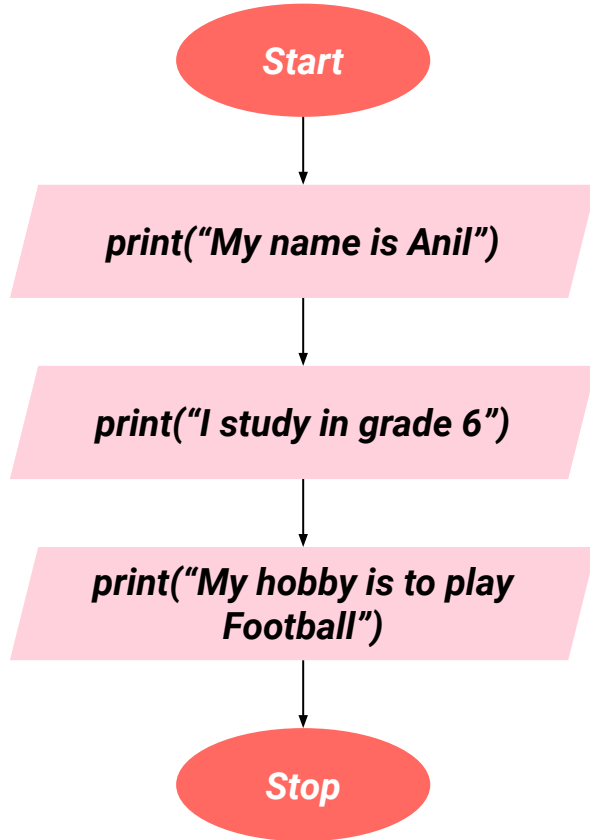 Start
print(“My name is Anil”)
print(“I study in grade 6”)
print(“My hobby is to play
Football”)
Stop